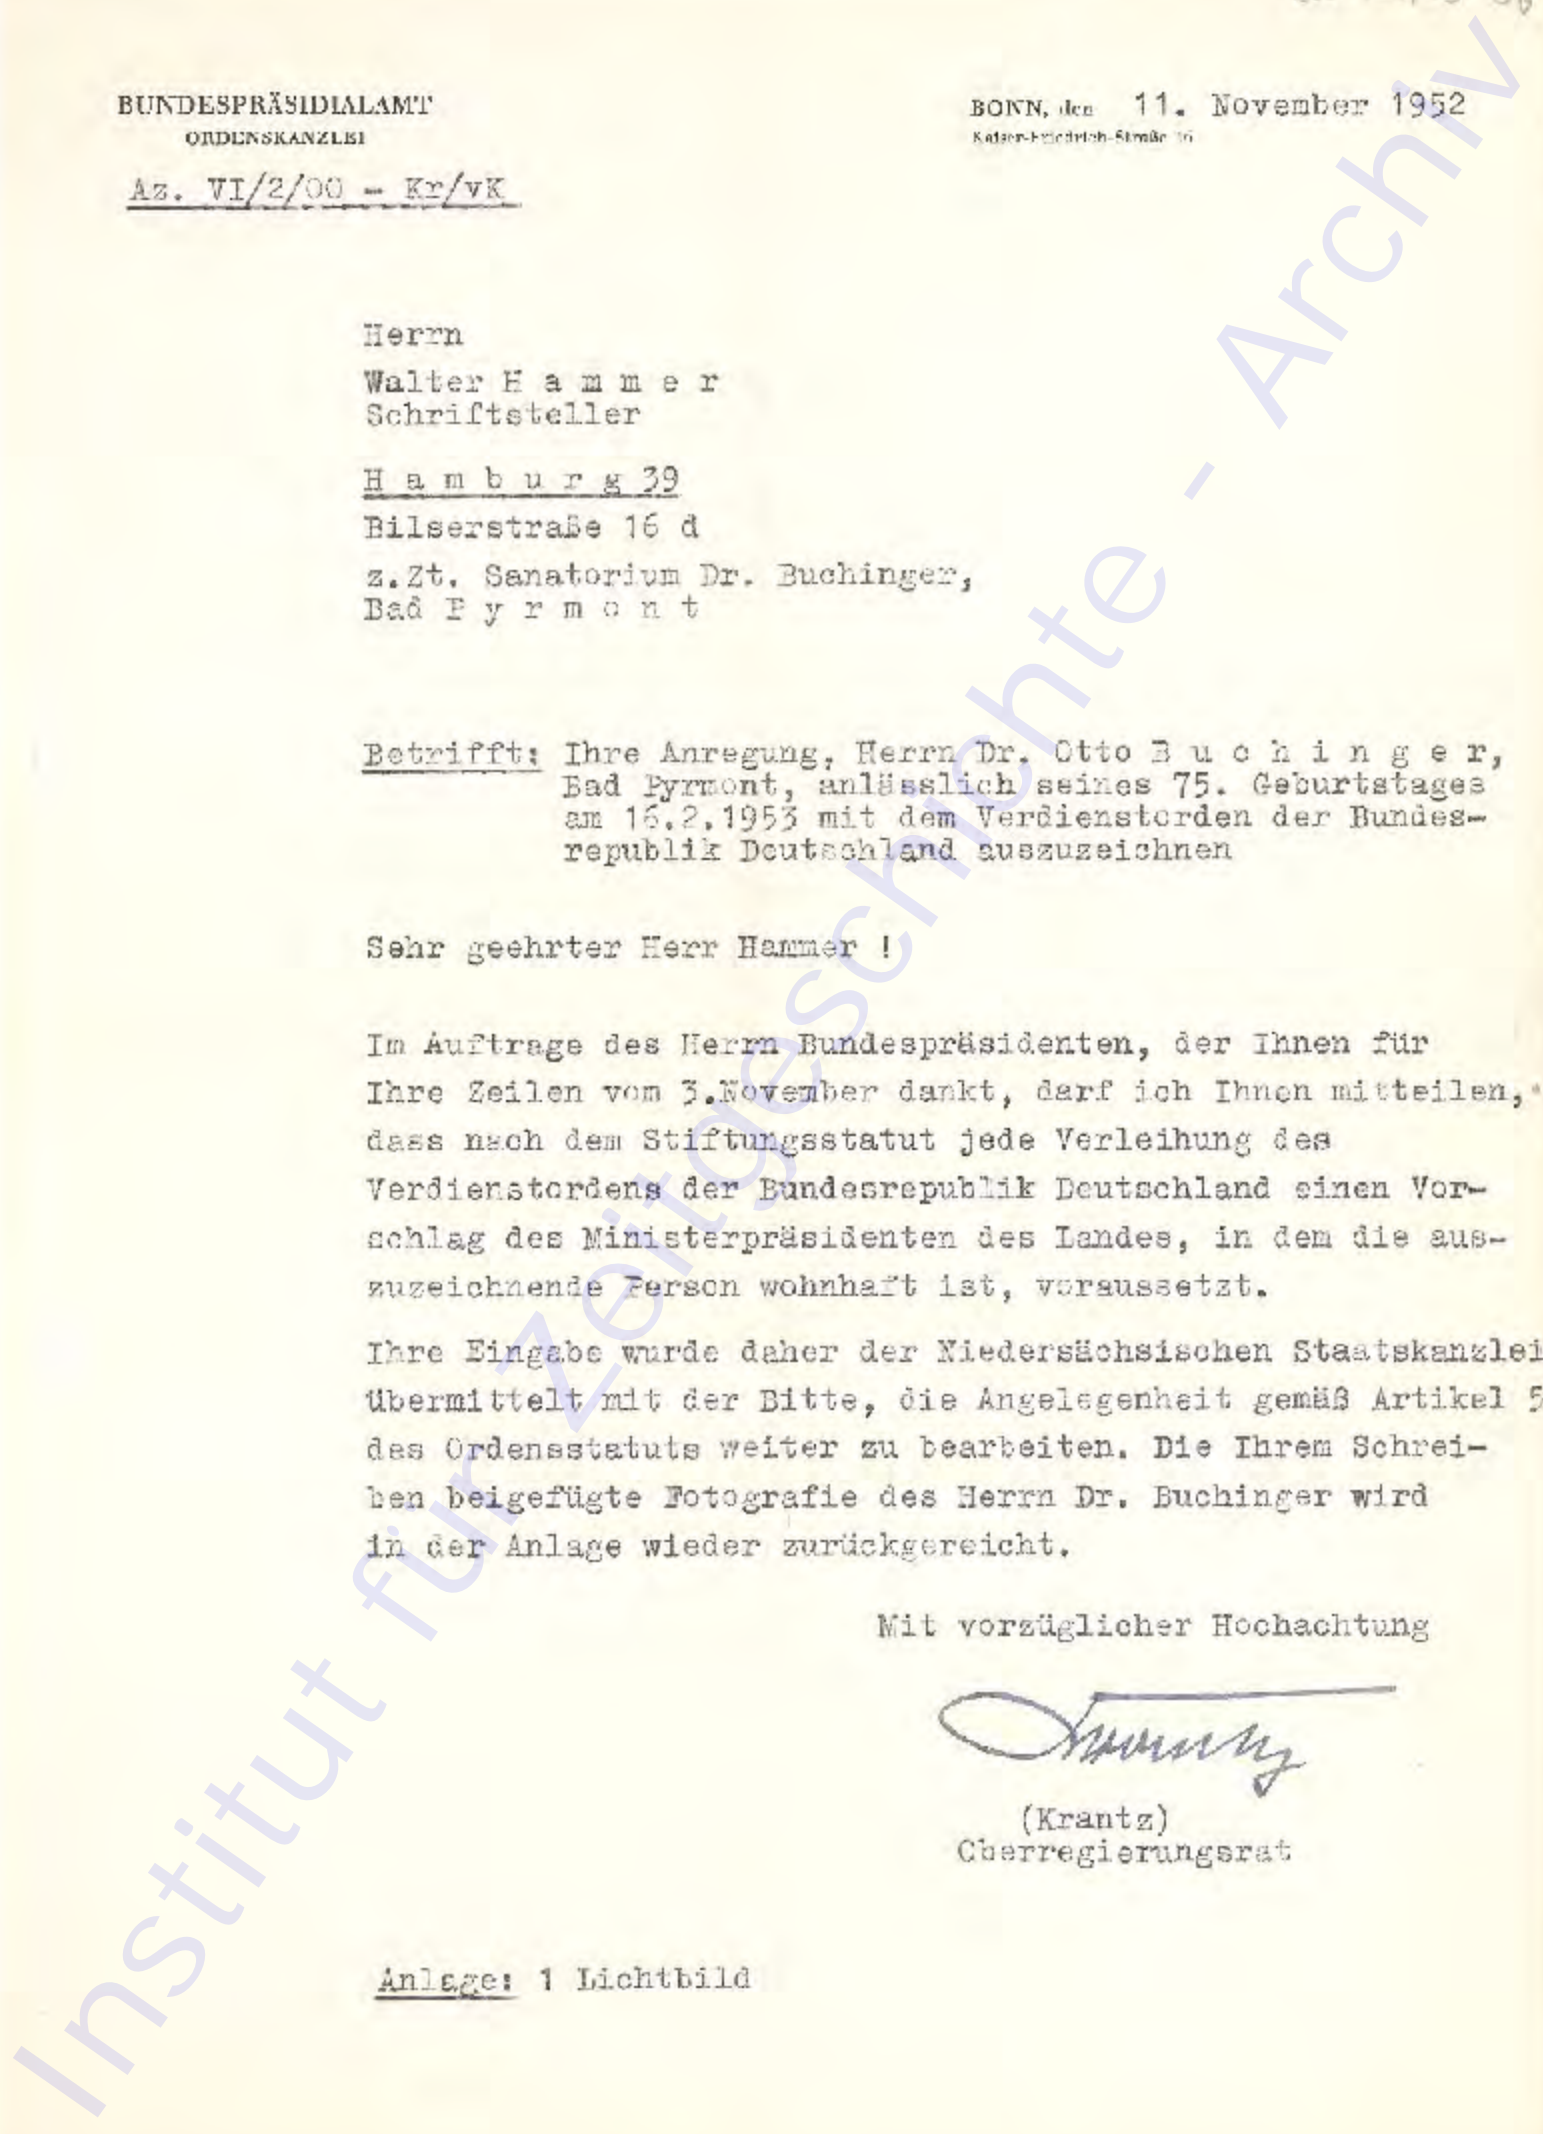 BUNDESPRÄSIDIALAMT
ORDENSKANZLEI
Az. VI/2/00 - Kr/vK
BONN, den 11. November 1952
Kaiser-Friedrich-Straße 16
Herrn
Walter H a m m e r
Schriftsteller
H a m b u r g 39
Bilserstraße 16 d
z.Zt. Sanatorium Dr. Buchinger,
Bad P y r m o n t
Betrifft: Ihre Anregung, Herrn Dr. Otto B u c h i n g e r,
Bad Pyrmont, anlässlich seines 75. Geburtstages
am 16.2.1953 mit dem Verdienstorden der Bundes-
republik Deutschland auszuzeichnen
Sehr geehrter Herr Hammer !
Im Auftrage des Herrn Bundespräsidenten, der Ihnen für
Ihre Zeilen vom 3.November dankt, darf ich Ihnen mitteilen,
dass nach dem Stiftungsstatut jede Verleihung des
Verdienstordens der Bundesrepublik Deutschland einen Vor-
schlag des Ministerpräsidenten des Landes, in dem die aus-
zuzeichnende Person wohnhaft ist, voraussetzt.
Ihre Eingabe wurde daher der Niedersächsischen Staatskanzlei
übermittelt mit der Bitte, die Angelegenheit gemäß Artikel 5
des Ordensstatuts weiter zu bearbeiten. Die Ihrem Schrei-
ben beigefügte Fotografie des Herrn Dr. Buchinger wird
in der Anlage wieder zurückgereicht.
Mit vorzüglicher Hochachtung
(Krantz)
Oberregierungsrat
Anlage: 1 Lichtbild
Institut für Zeitgeschichte - Archiv